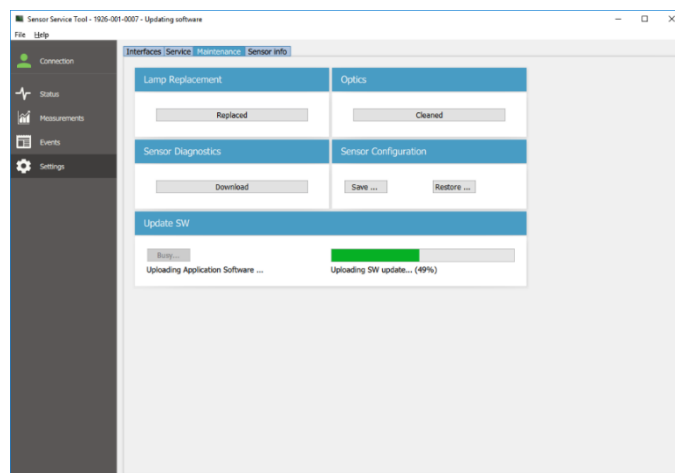 Sensor Service Tool - 1926-001-0007 - Updating software
File Help
Connection
Status
Measurements
Events
Settings
Interfaces Service Maintenance Sensor info
Lamp Replacement
Optics
Replaced
Cleaned
Sensor Diagnostics
Sensor Configuration
Download
Save ...
Restore ...
Update SW
Busy...
Uploading Application Software ...
Uploading SW update... (49%)